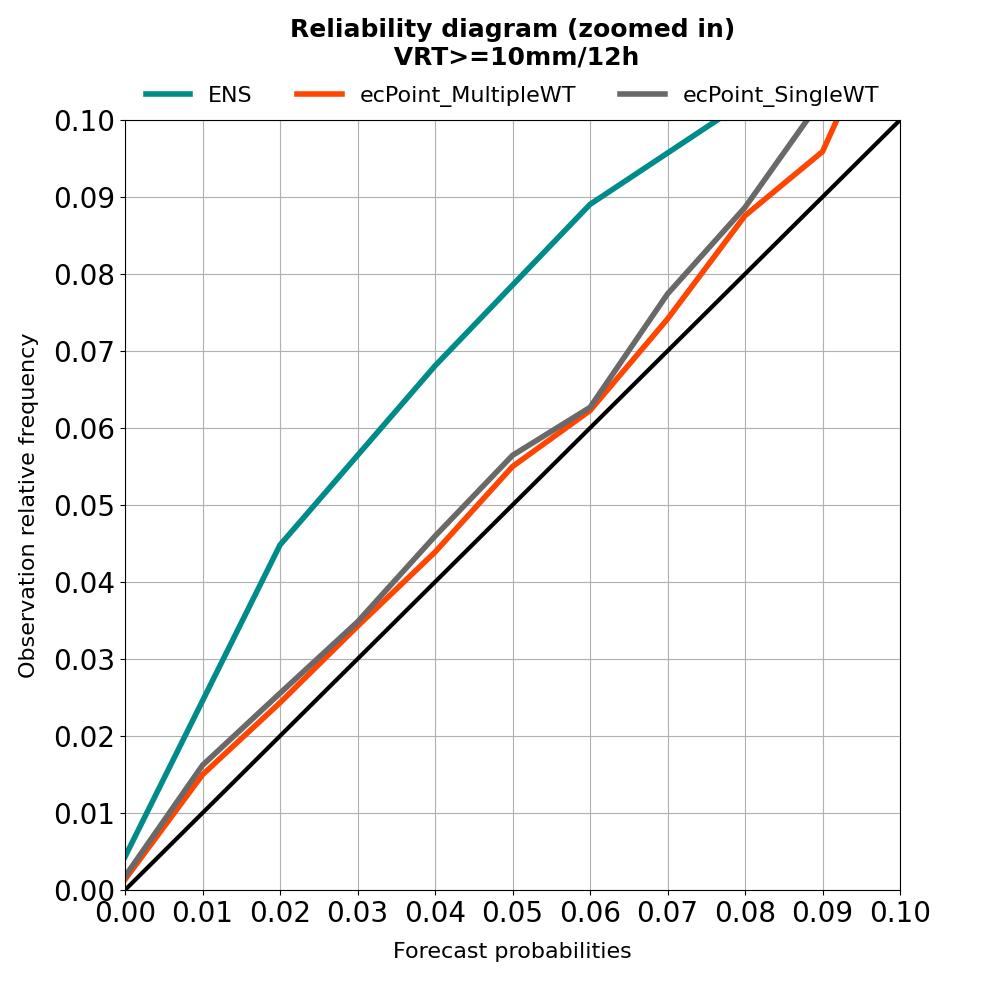 Reliability diagram (zoomed in)
VRT>=10mm/12h
ENS ecPoint_MultipleWT ecPoint_SingleWT
0.10
0.09
0.08
0.07
0.06
0.05
0.04
0.03
0.02
0.01
0.00
Observation relative frequency
0.00 0.01 0.02 0.03 0.04 0.05 0.06 0.07 0.08 0.09 0.10
Forecast probabilities